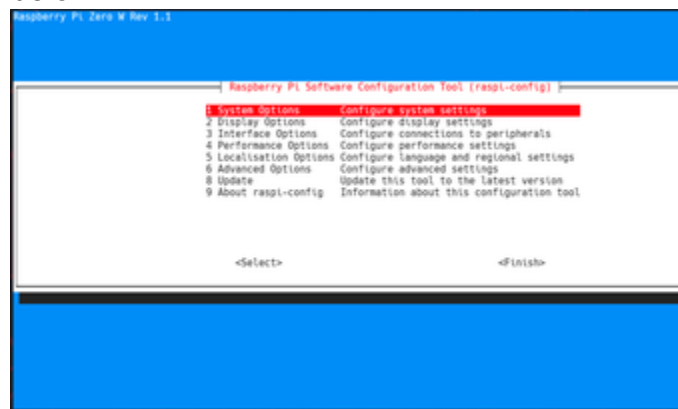 Raspberry Pi Zero W Rev 1.1
Raspberry Pi Software Configuration Tool (raspi-config)
1 System Options Configure system settings
2 Display Options Configure display settings
3 Interface Options Configure connections to peripherals
4 Performance Options Configure performance settings
5 Localisation Options Configure language and regional settings
6 Advanced Options Configure advanced settings
8 Update Update this tool to the latest version
9 About raspi-config Information about this configuration tool
<Select> <Finish>